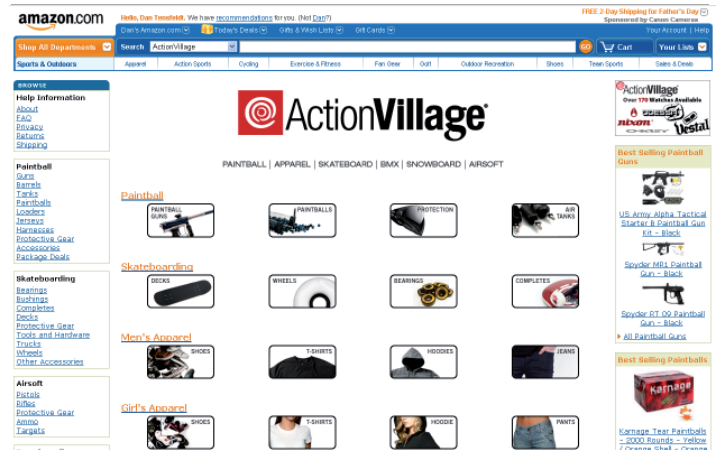 amazon.com
Hello, Dan Tensfeldt. We have recommendations for you. (Not Dan?)
FREE 2-Day Shipping for Father's Day
Sponsored by Canon Cameras
Dan's Amazon.com
Today's Deals
Gifts & Wish Lists
Gift Cards
Your Account | Help
Shop All Departments
Search ActionVillage
GO
Cart
Your Lists
Sports & Outdoors
Apparel
Action Sports
Cycling
Exercise & Fitness
Fan Gear
Golf
Outdoor Recreation
Shoes
Team Sports
Sales & Deals
BROWSE
Help Information
About
FAQ
Privacy
Returns
Shipping
Paintball
Guns
Barrels
Tanks
Paintballs
Loaders
Jerseys
Harnesses
Protective Gear
Accessories
Package Deals
Skateboarding
Bearings
Bushings
Completes
Decks
Protective Gear
Tools and Hardware
Trucks
Wheels
Other Accessories
Airsoft
Pistols
Rifles
Protective Gear
Ammo
Targets
ActionVillage
PAINTBALL | APPAREL | SKATEBOARD | BMX | SNOWBOARD | AIRSOFT
Paintball
PAINTBALL
GUNS
PAINTBALLS
PROTECTION
AIR
TANKS
Skateboarding
DECKS
WHEELS
BEARINGS
COMPLETES
Men's Apparel
SHOES
T-SHIRTS
HOODIES
JEANS
Girl's Apparel
SHOES
T-SHIRTS
HOODIE
PANTS
ActionVillage
Over 170 Watches Available
nixon
Vestal
Best Selling Paintball
Guns
US Army Alpha Tactical
Starter B Paintball Gun
Kit - Black
Spyder MR1 Paintball
Gun - Black
Spyder RT 09 Paintball
Gun - Black
All Paintball Guns
Best Selling Paintballs
Karnage
Karnage Tear Paintballs
- 2000 Rounds - Yellow
/ Orange Shell - Orange